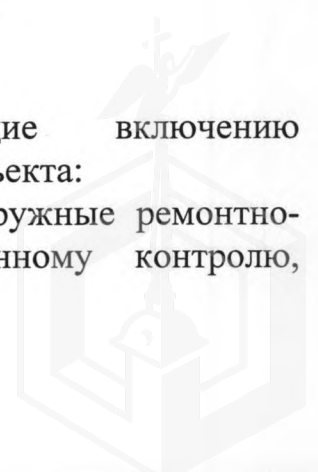 щие включению
ъекта:
ружные ремонтно-
нному контролю,